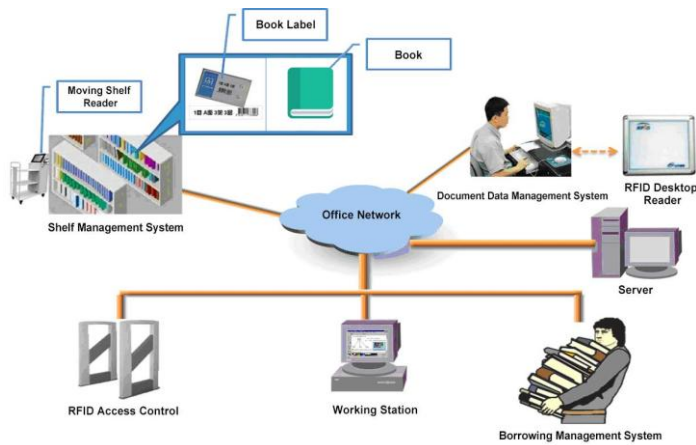 Book Label
Book
Moving Shelf
Reader
Shelf Management System
Office Network
Document Data Management System
RFID Desktop
Reader
Server
RFID Access Control
Working Station
Borrowing Management System